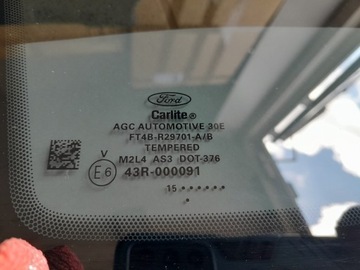 Ford
Carlite®
AGC AUTOMOTIVE 30E
FT4B-R29701-A/B
TEMPERED
M2L4 AS3 DOT-376
V
E6 43R-000091
15